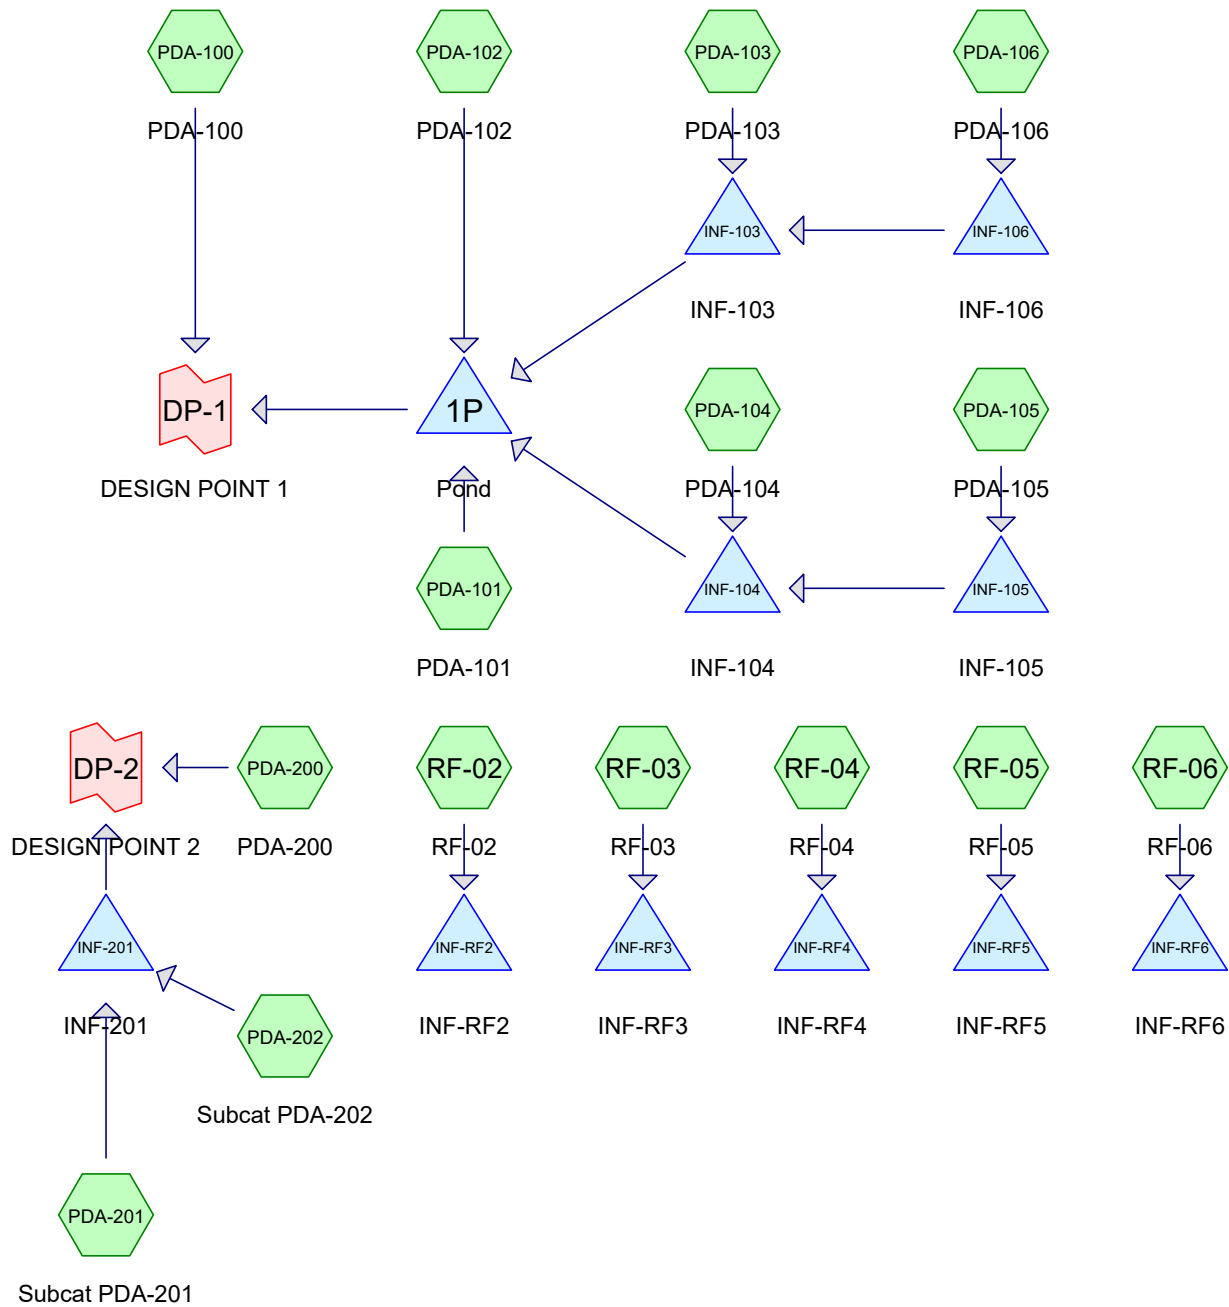 PDA-100
PDA-102
PDA-103
PDA-106
PDA-100
PDA-102
PDA-103
PDA-106
INF-103
INF-106
INF-103
INF-106
DP-1
1P
PDA-104
PDA-105
DESIGN POINT 1
Pond
PDA-104
PDA-105
PDA-101
INF-104
INF-105
PDA-101
INF-104
INF-105
DP-2
PDA-200
RF-02
RF-03
RF-04
RF-05
RF-06
DESIGN POINT 2
PDA-200
RF-02
RF-03
RF-04
RF-05
RF-06
INF-201
INF-RF2
INF-RF3
INF-RF4
INF-RF5
INF-RF6
INF-201
PDA-202
INF-RF2
INF-RF3
INF-RF4
INF-RF5
INF-RF6
Subcat PDA-202
PDA-201
Subcat PDA-201